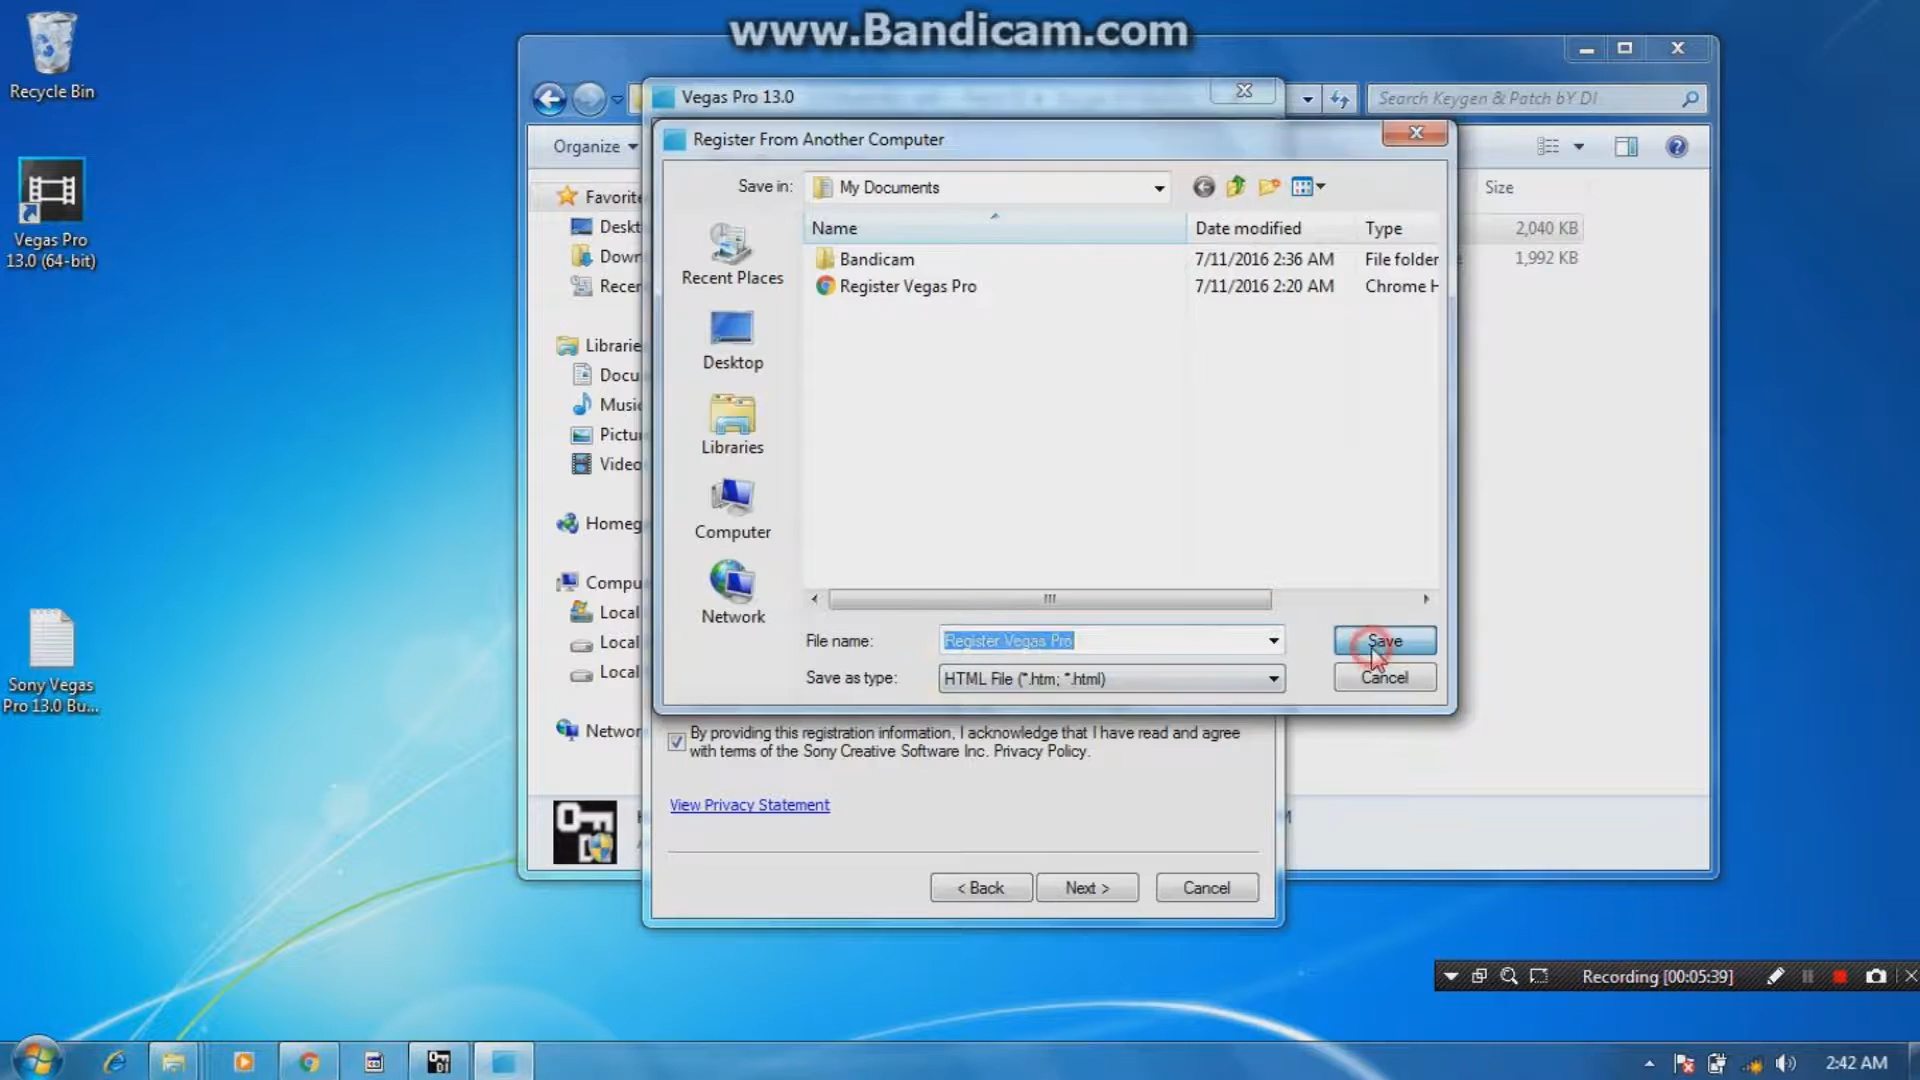 www.Bandicam.com
Recycle Bin
Vegas Pro
13.0 (64-bit)
Sony Vegas
Pro 13.0 Bu...
Search Keygen & Patch bY DI
Vegas Pro 13.0
Register From Another Computer
Organize
Size
Save in:
My Documents
Favorite
Deskt
Down
Recen
2,040 KB
1,992 KB
Name
Date modified
Type
Bandicam
7/11/2016 2:36 AM
File folder
Register Vegas Pro
7/11/2016 2:20 AM
Chrome H
Recent Places
Desktop
Libraries
Computer
Network
Librarie
Docu
Music
Pictu
Video
Homeg
Compu
Local
Local
Local
Networ
File name:
Register Vegas Pro
Save
Save as type:
HTML File (*.htm; *.html)
Cancel
By providing this registration information, I acknowledge that I have read and agree
with terms of the Sony Creative Software Inc. Privacy Policy.
View Privacy Statement
< Back
Next >
Cancel
Recording [00:05:39]
2:42 AM